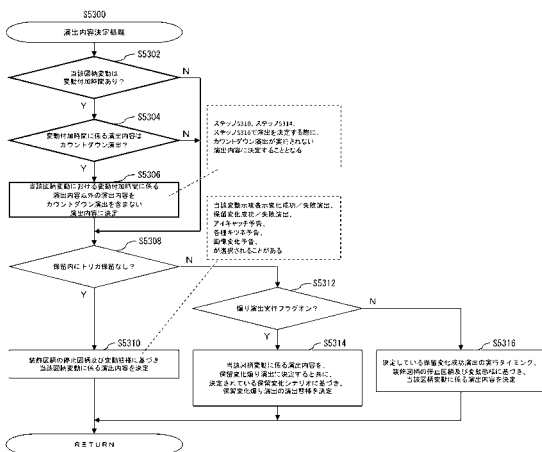 S5300
演出内容決定処理
S5302
当該図柄変動は
変動付加時間あり?
N
Y
S5304
変動付加時間に係る演出内容は
カウントダウン演出?
N
Y
ステップS5310、ステップS5314、
ステップS5316で演出を決定する際に、
カウントダウン演出が実行されない
演出内容に決定することとなる
S5306
当該図柄変動における変動付加時間に係る
演出内容以外の演出内容を
カウントダウン演出を含まない
演出内容に決定
当該変動示唆表示変化成功/失敗演出、
保留変化成功/失敗演出、
アイキャッチ予告、
各種キツネ予告、
画像変化予告、
が選択されることがある
S5308
保留内にトリガ保留なし?
N
Y
S5312
煽り演出実行フラグオン?
N
Y
S5310
装飾図柄の停止図柄及び変動態様に基づき
当該図柄変動に係る演出内容を決定
S5314
当該図柄変動に係る演出内容を、
保留変化煽り演出に決定すると共に、
決定されている保留変化シナリオに基づき、
保留変化煽り演出の演出態様を決定
S5316
決定している保留変化成功演出の実行タイミング、
装飾図柄の停止図柄及び変動態様に基づき、
当該図柄変動に係る演出内容を決定
RETURN